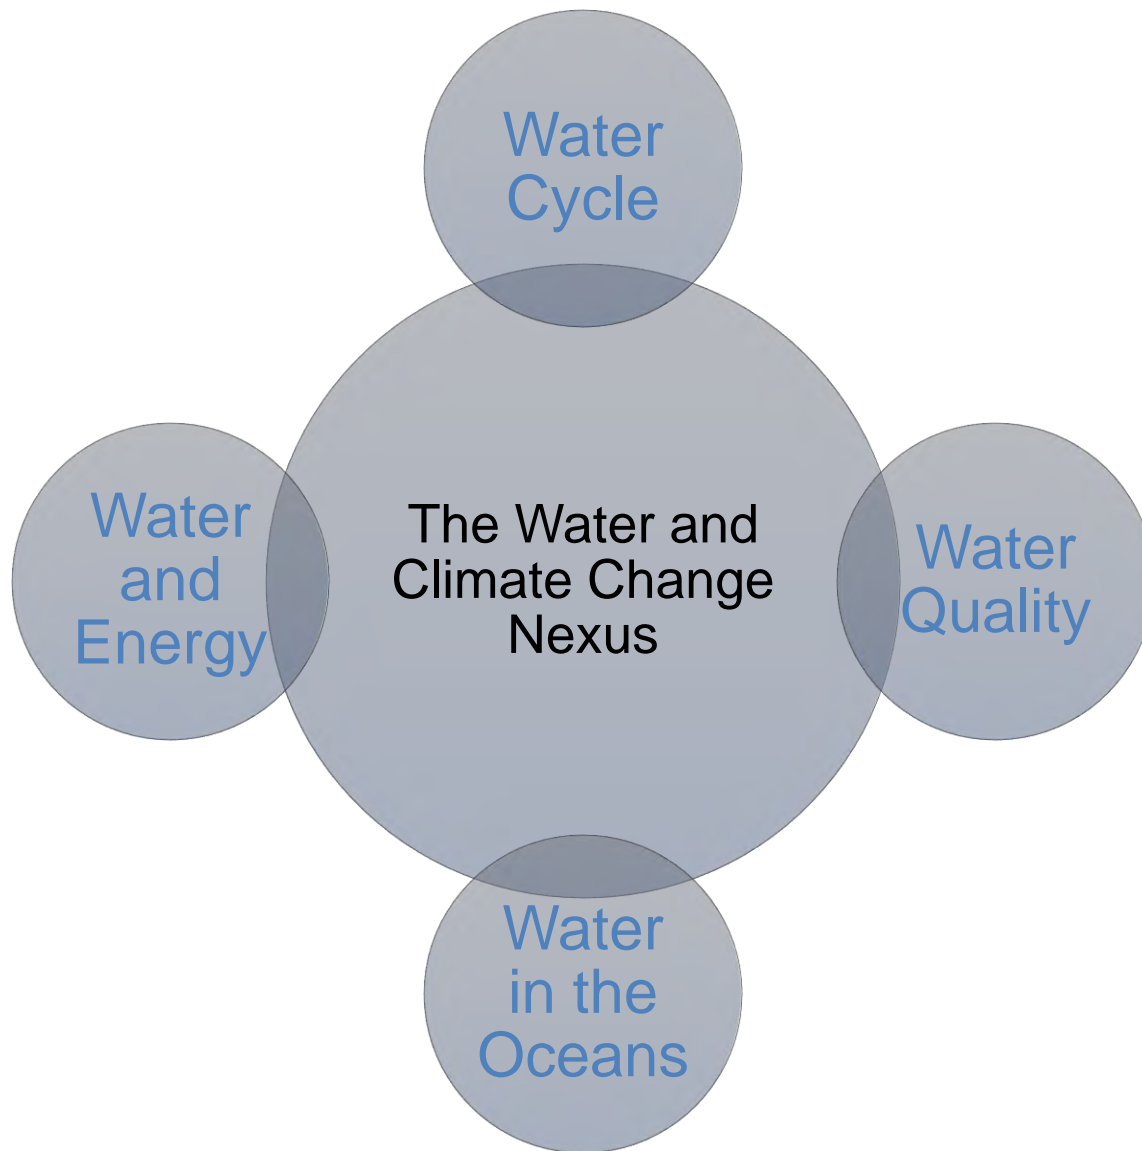 Water
Cycle
Water
and
Energy
The Water and
Climate Change
Nexus
Water
Quality
Water
in the
Oceans